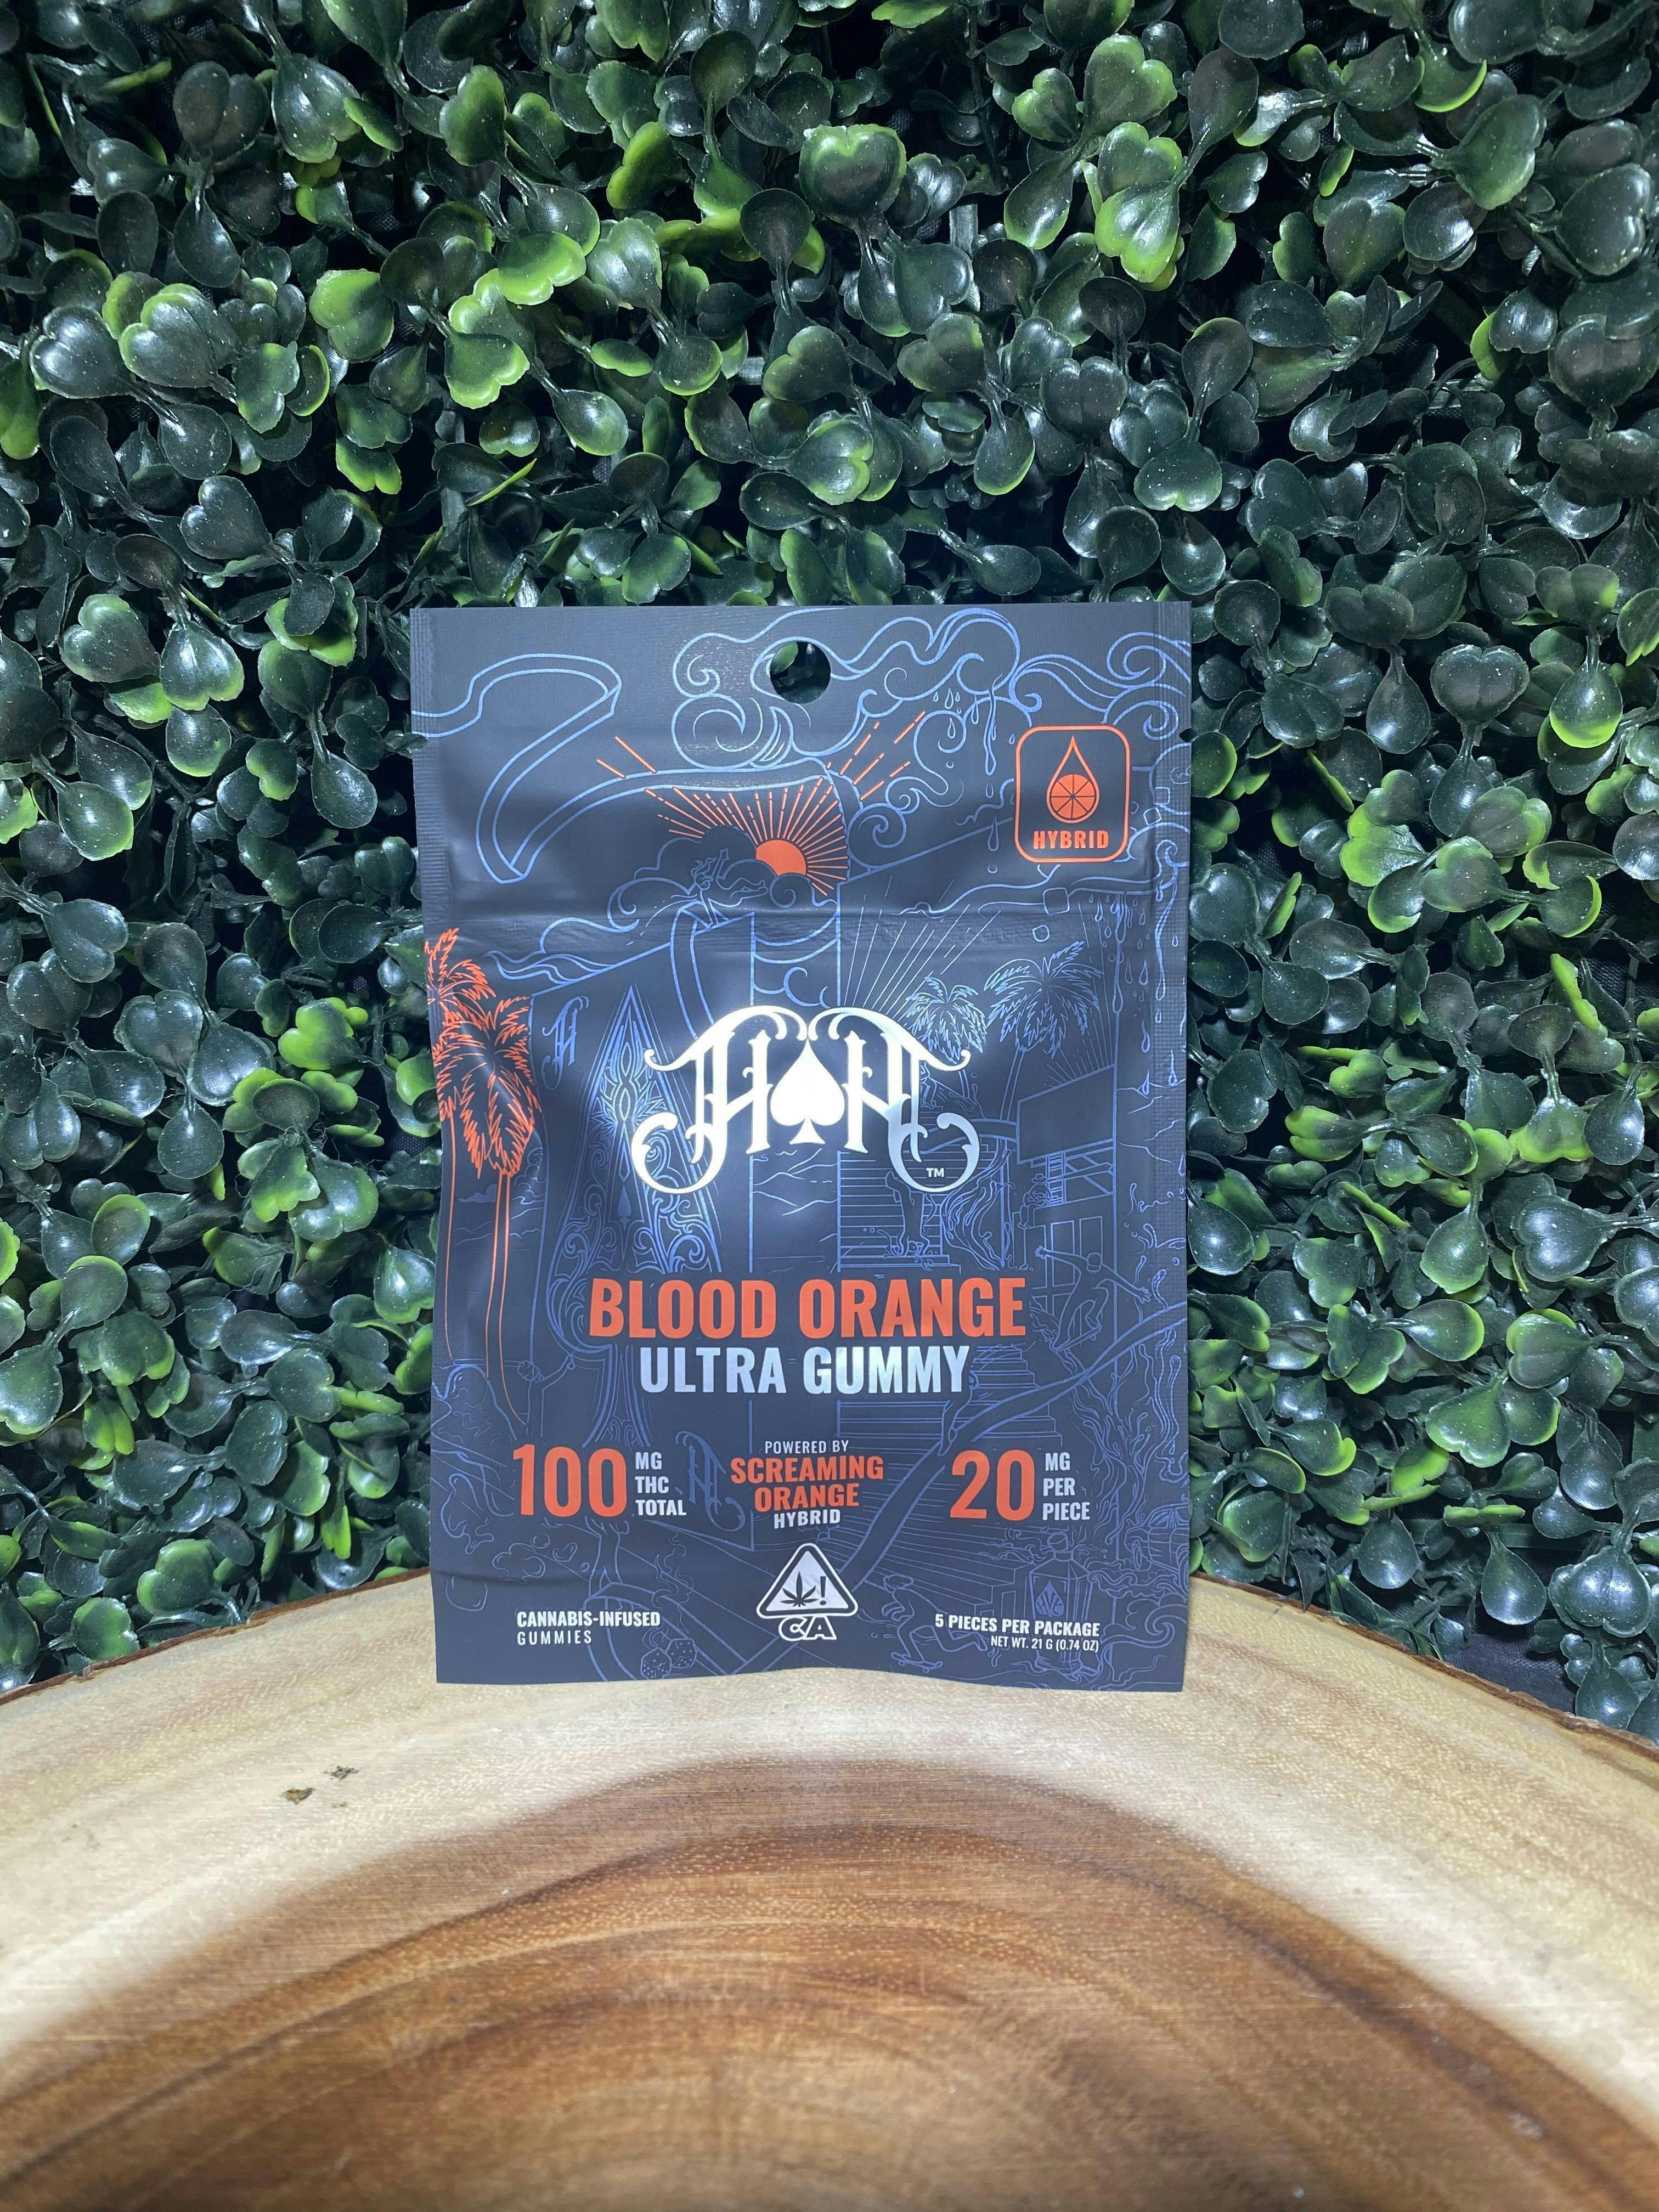 HYBRID
TM
BLOOD ORANGE
ULTRA GUMMY
100 MG THC TOTAL
POWERED BY
SCREAMING
ORANGE
HYBRID
20 MG PER PIECE
CA
CANNABIS-INFUSED
GUMMIES
5 PIECES PER PACKAGE
NET WT. 21 G (0.74 OZ)